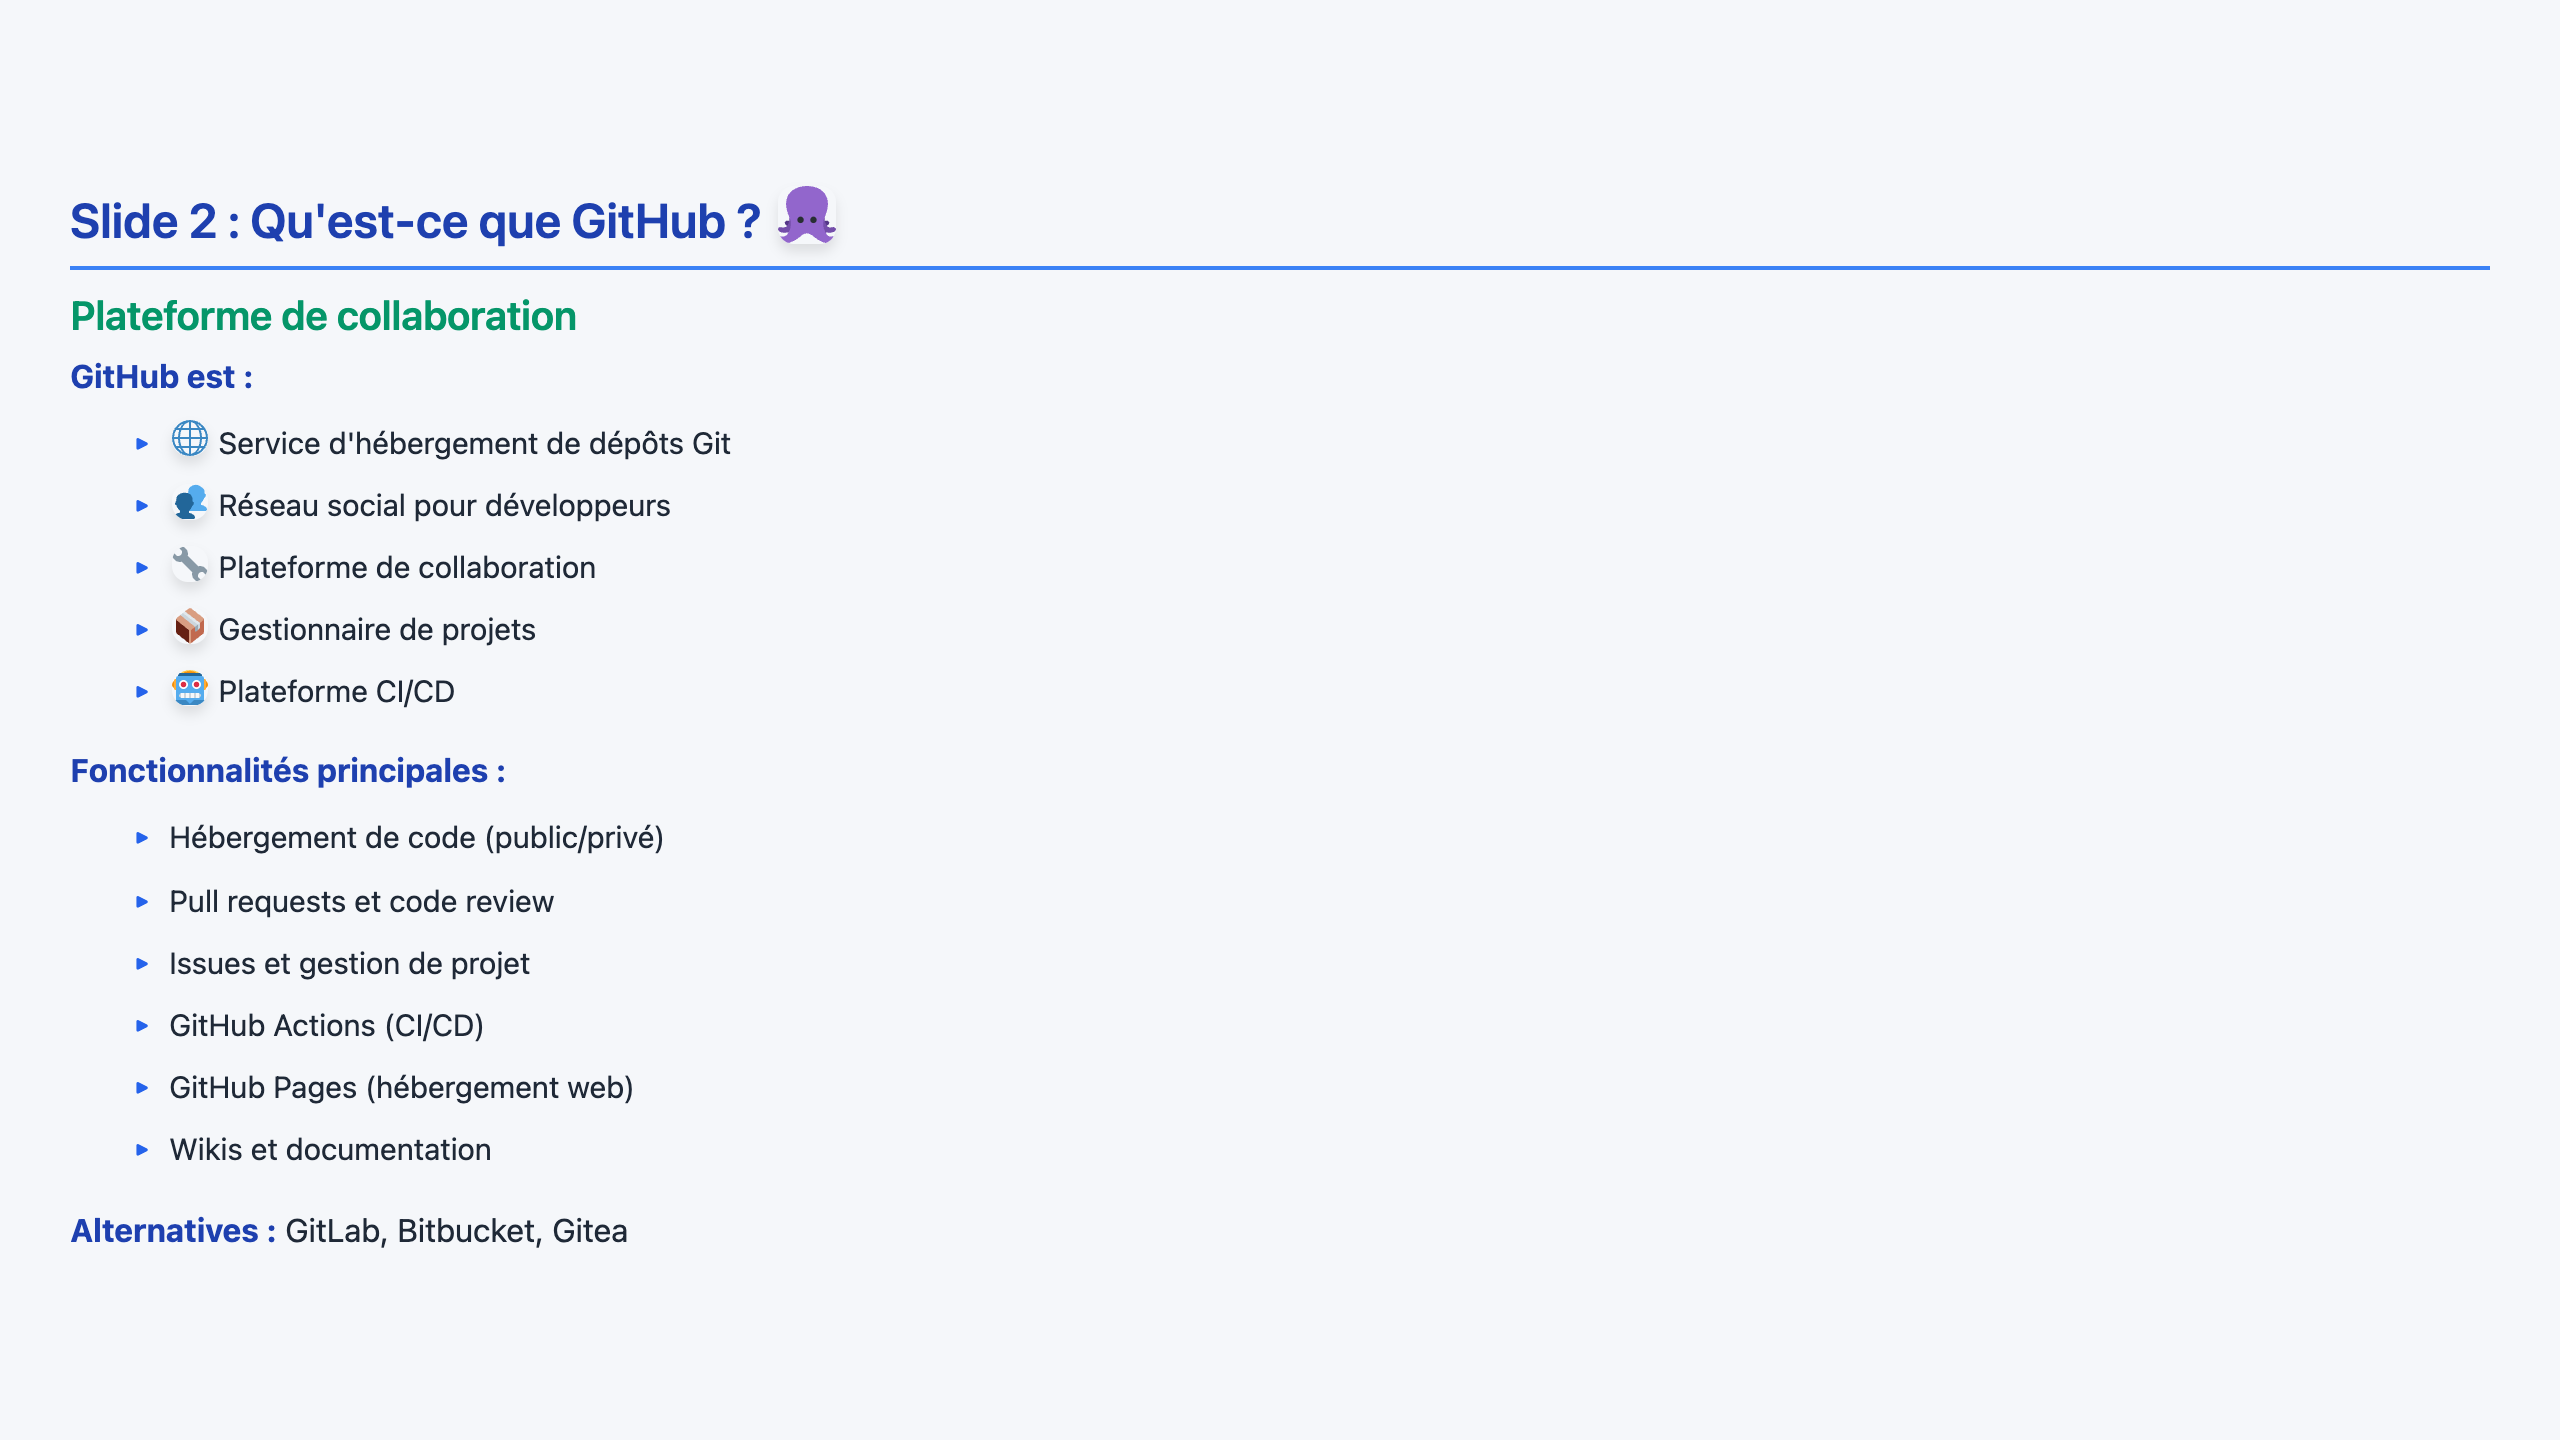 Slide 2 : Qu'est-ce que GitHub ?
Plateforme de collaboration
GitHub est :
Service d'hébergement de dépôts Git
Réseau social pour développeurs
Plateforme de collaboration
Gestionnaire de projets
Plateforme CI/CD
Fonctionnalités principales :
Hébergement de code (public/privé)
Pull requests et code review
Issues et gestion de projet
GitHub Actions (CI/CD)
GitHub Pages (hébergement web)
Wikis et documentation
Alternatives : GitLab, Bitbucket, Gitea